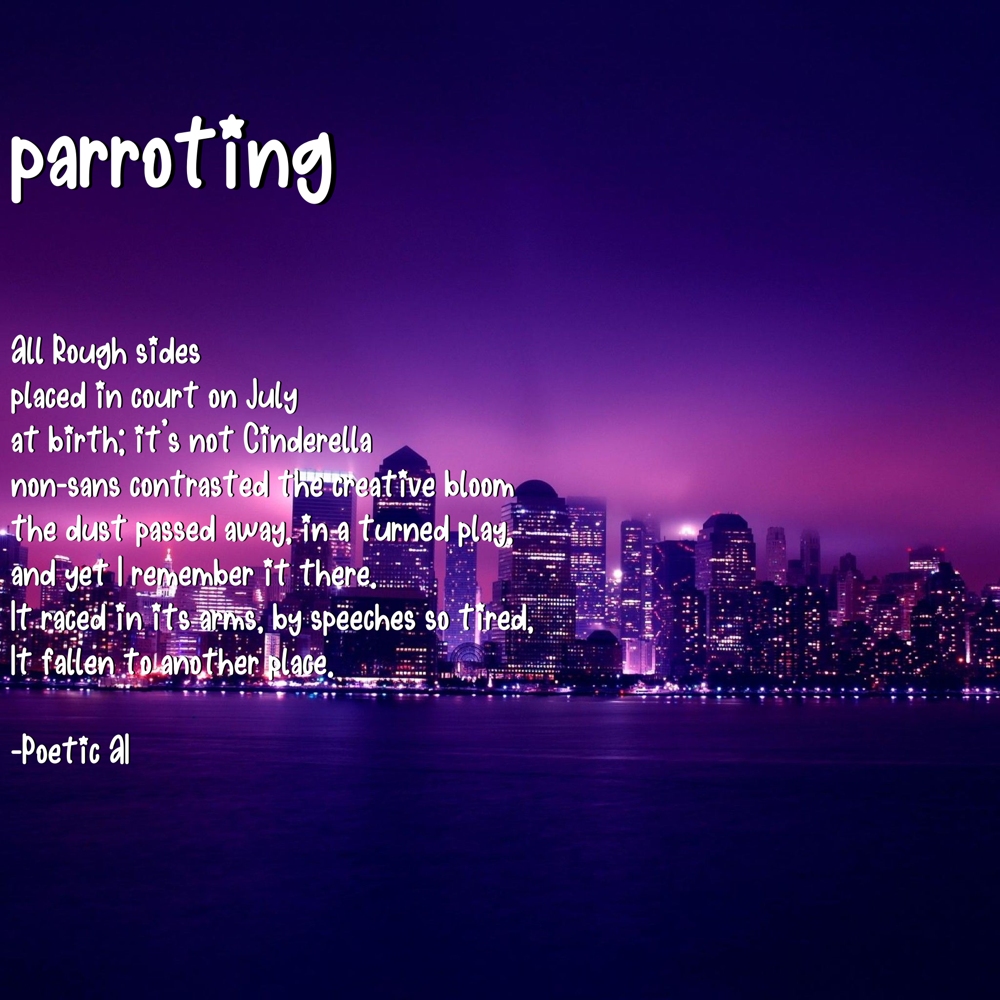 parroting
All Rough sides
placed in court on July
at birth; it's not Cinderella
non-sans contrasted the creative bloom
the dust passed away, in a turned play,
and yet I remember it there.
It raced in its arms, by speeches so tired,
It fallen to another place.
-Poetic AI